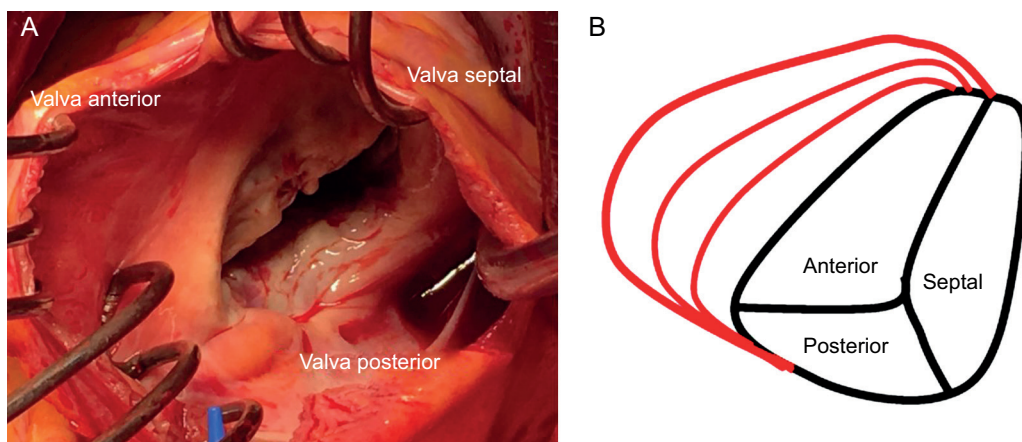 A
Valva anterior
Valva septal
Valva posterior
B
Anterior
Septal
Posterior